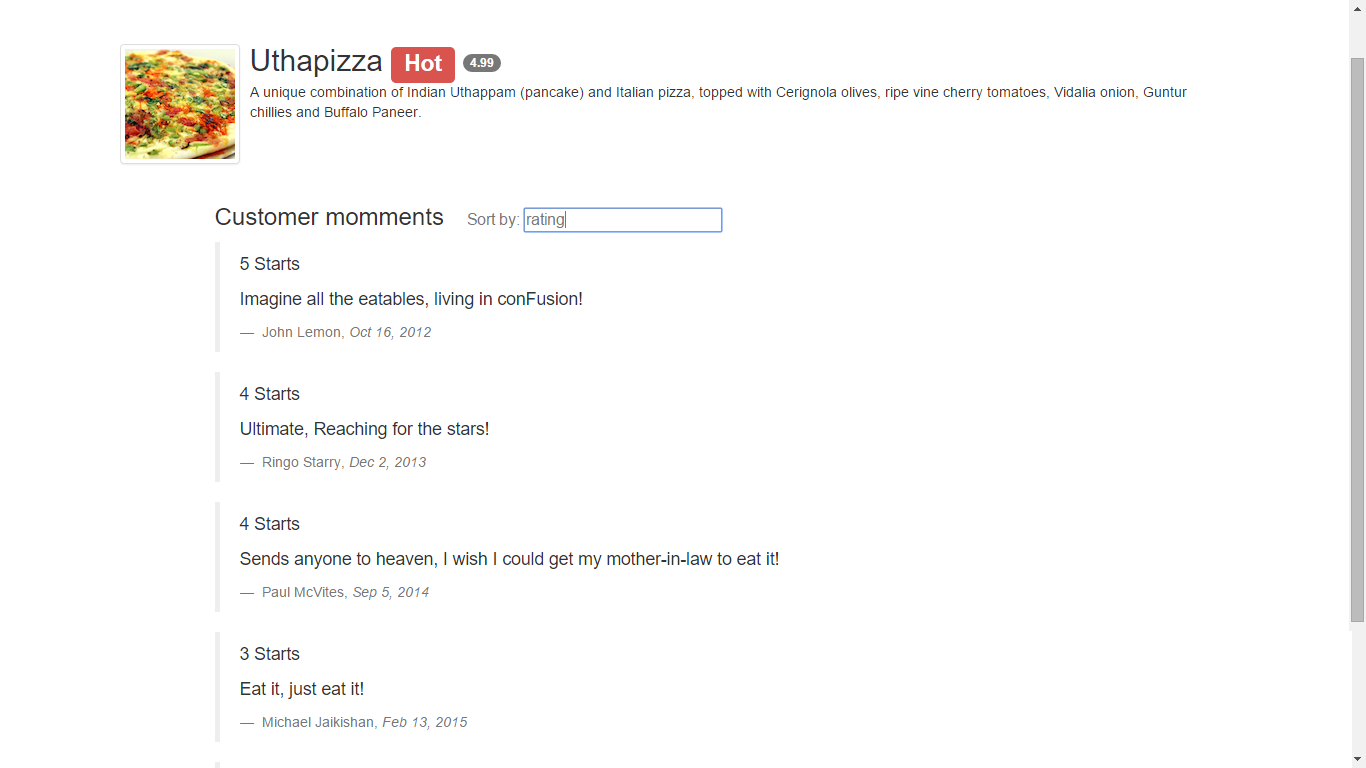 Uthapizza Hot 4.99
A unique combination of Indian Uthappam (pancake) and Italian pizza, topped with Cerignola olives, ripe vine cherry tomatoes, Vidalia onion, Guntur
chillies and Buffalo Paneer.
Customer momments Sort by: rating
5 Starts
Imagine all the eatables, living in conFusion!
— John Lemon, Oct 16, 2012
4 Starts
Ultimate, Reaching for the stars!
— Ringo Starry, Dec 2, 2013
4 Starts
Sends anyone to heaven, I wish I could get my mother-in-law to eat it!
— Paul McVites, Sep 5, 2014
3 Starts
Eat it, just eat it!
— Michael Jaikishan, Feb 13, 2015